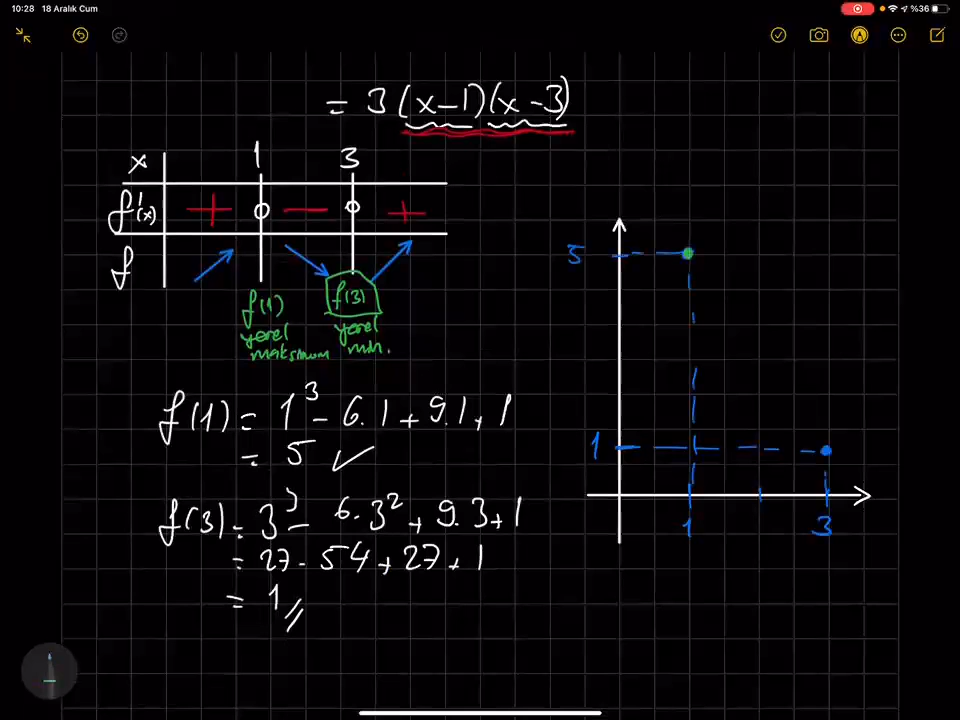 10:28 18 Aralık Cum %36
= 3 (x-1)(x-3)
x 1 3
f'(x) + 0 - 0 +
f
f(1) yerel maksimum
f(3) yerel min.
f(1) = 1³ - 6.1 + 9.1 + 1
= 5 ✓
f(3) = 3³ - 6.3² + 9.3 + 1
= 27 - 54 + 27 + 1
= 1 //
5
1
1 3